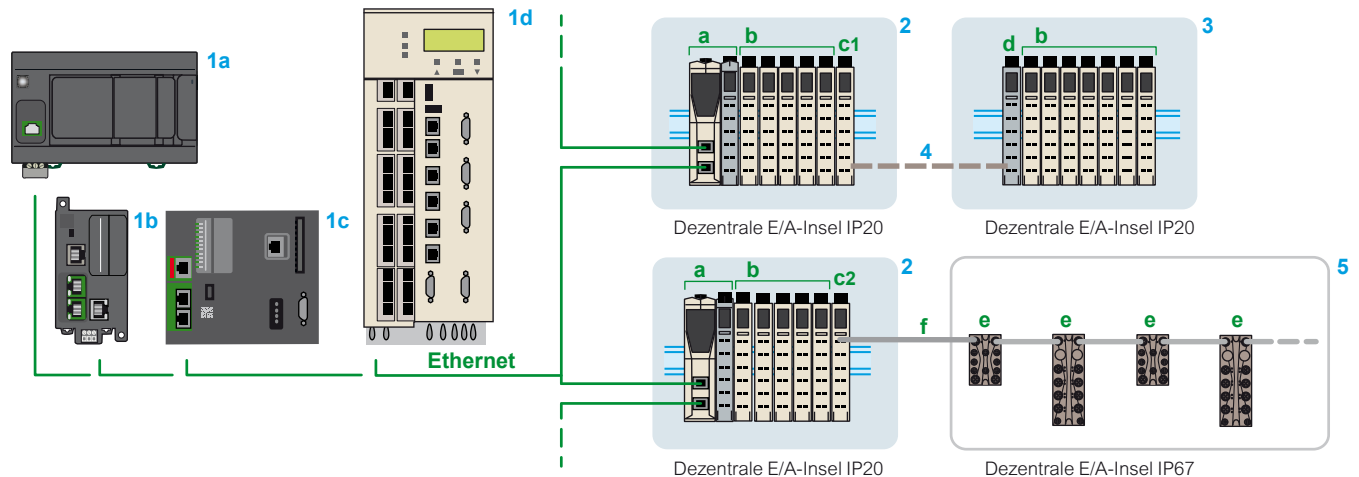 1a
1b
1c
1d
Ethernet
2
a b c1
Dezentrale E/A-Insel IP20
4
3
d b
Dezentrale E/A-Insel IP20
2
a b c2
Dezentrale E/A-Insel IP20
f
5
e e e e
Dezentrale E/A-Insel IP67